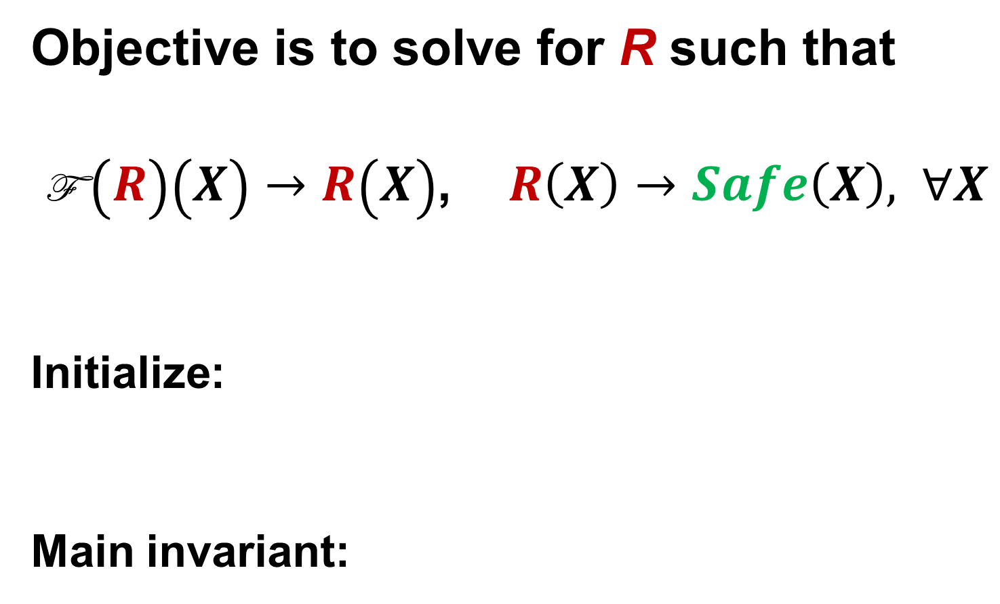 Objective is to solve for R such that
ℱ(R)(X) → R(X), R(X) → Safe(X), ∀X
Initialize:
Main invariant: